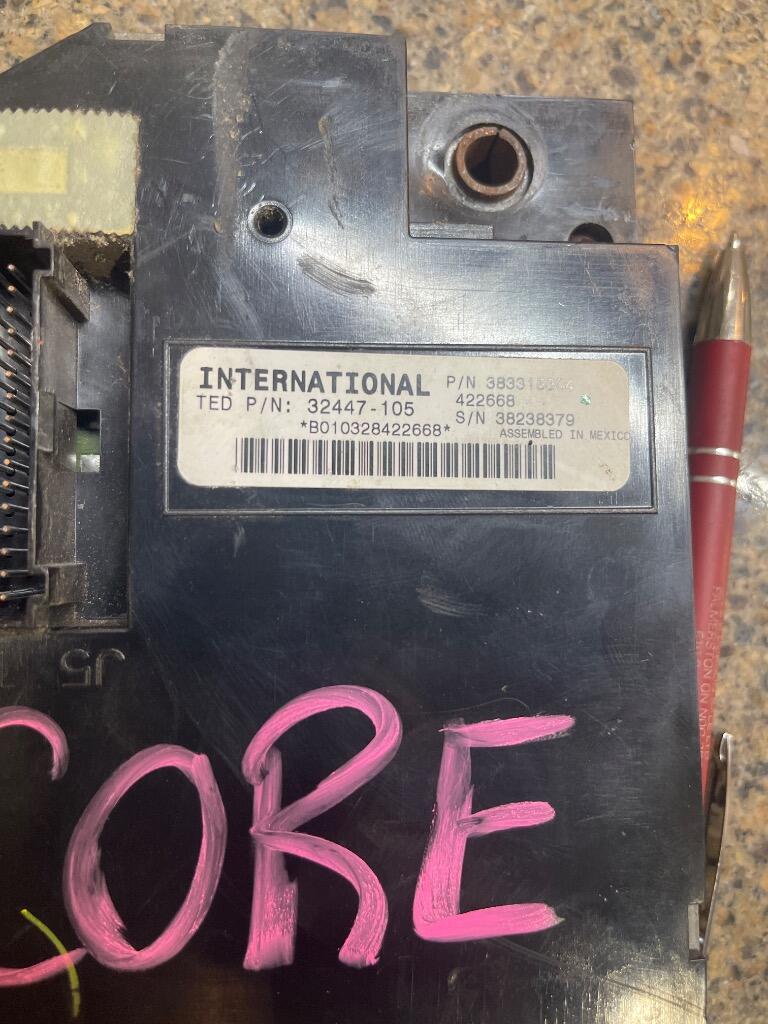 INTERNATIONAL
P/N
TED P/N: 32447-105
422668
S/N 38238379
*B010328422668*
ASSEMBLED IN MEXICO
J5
CORE